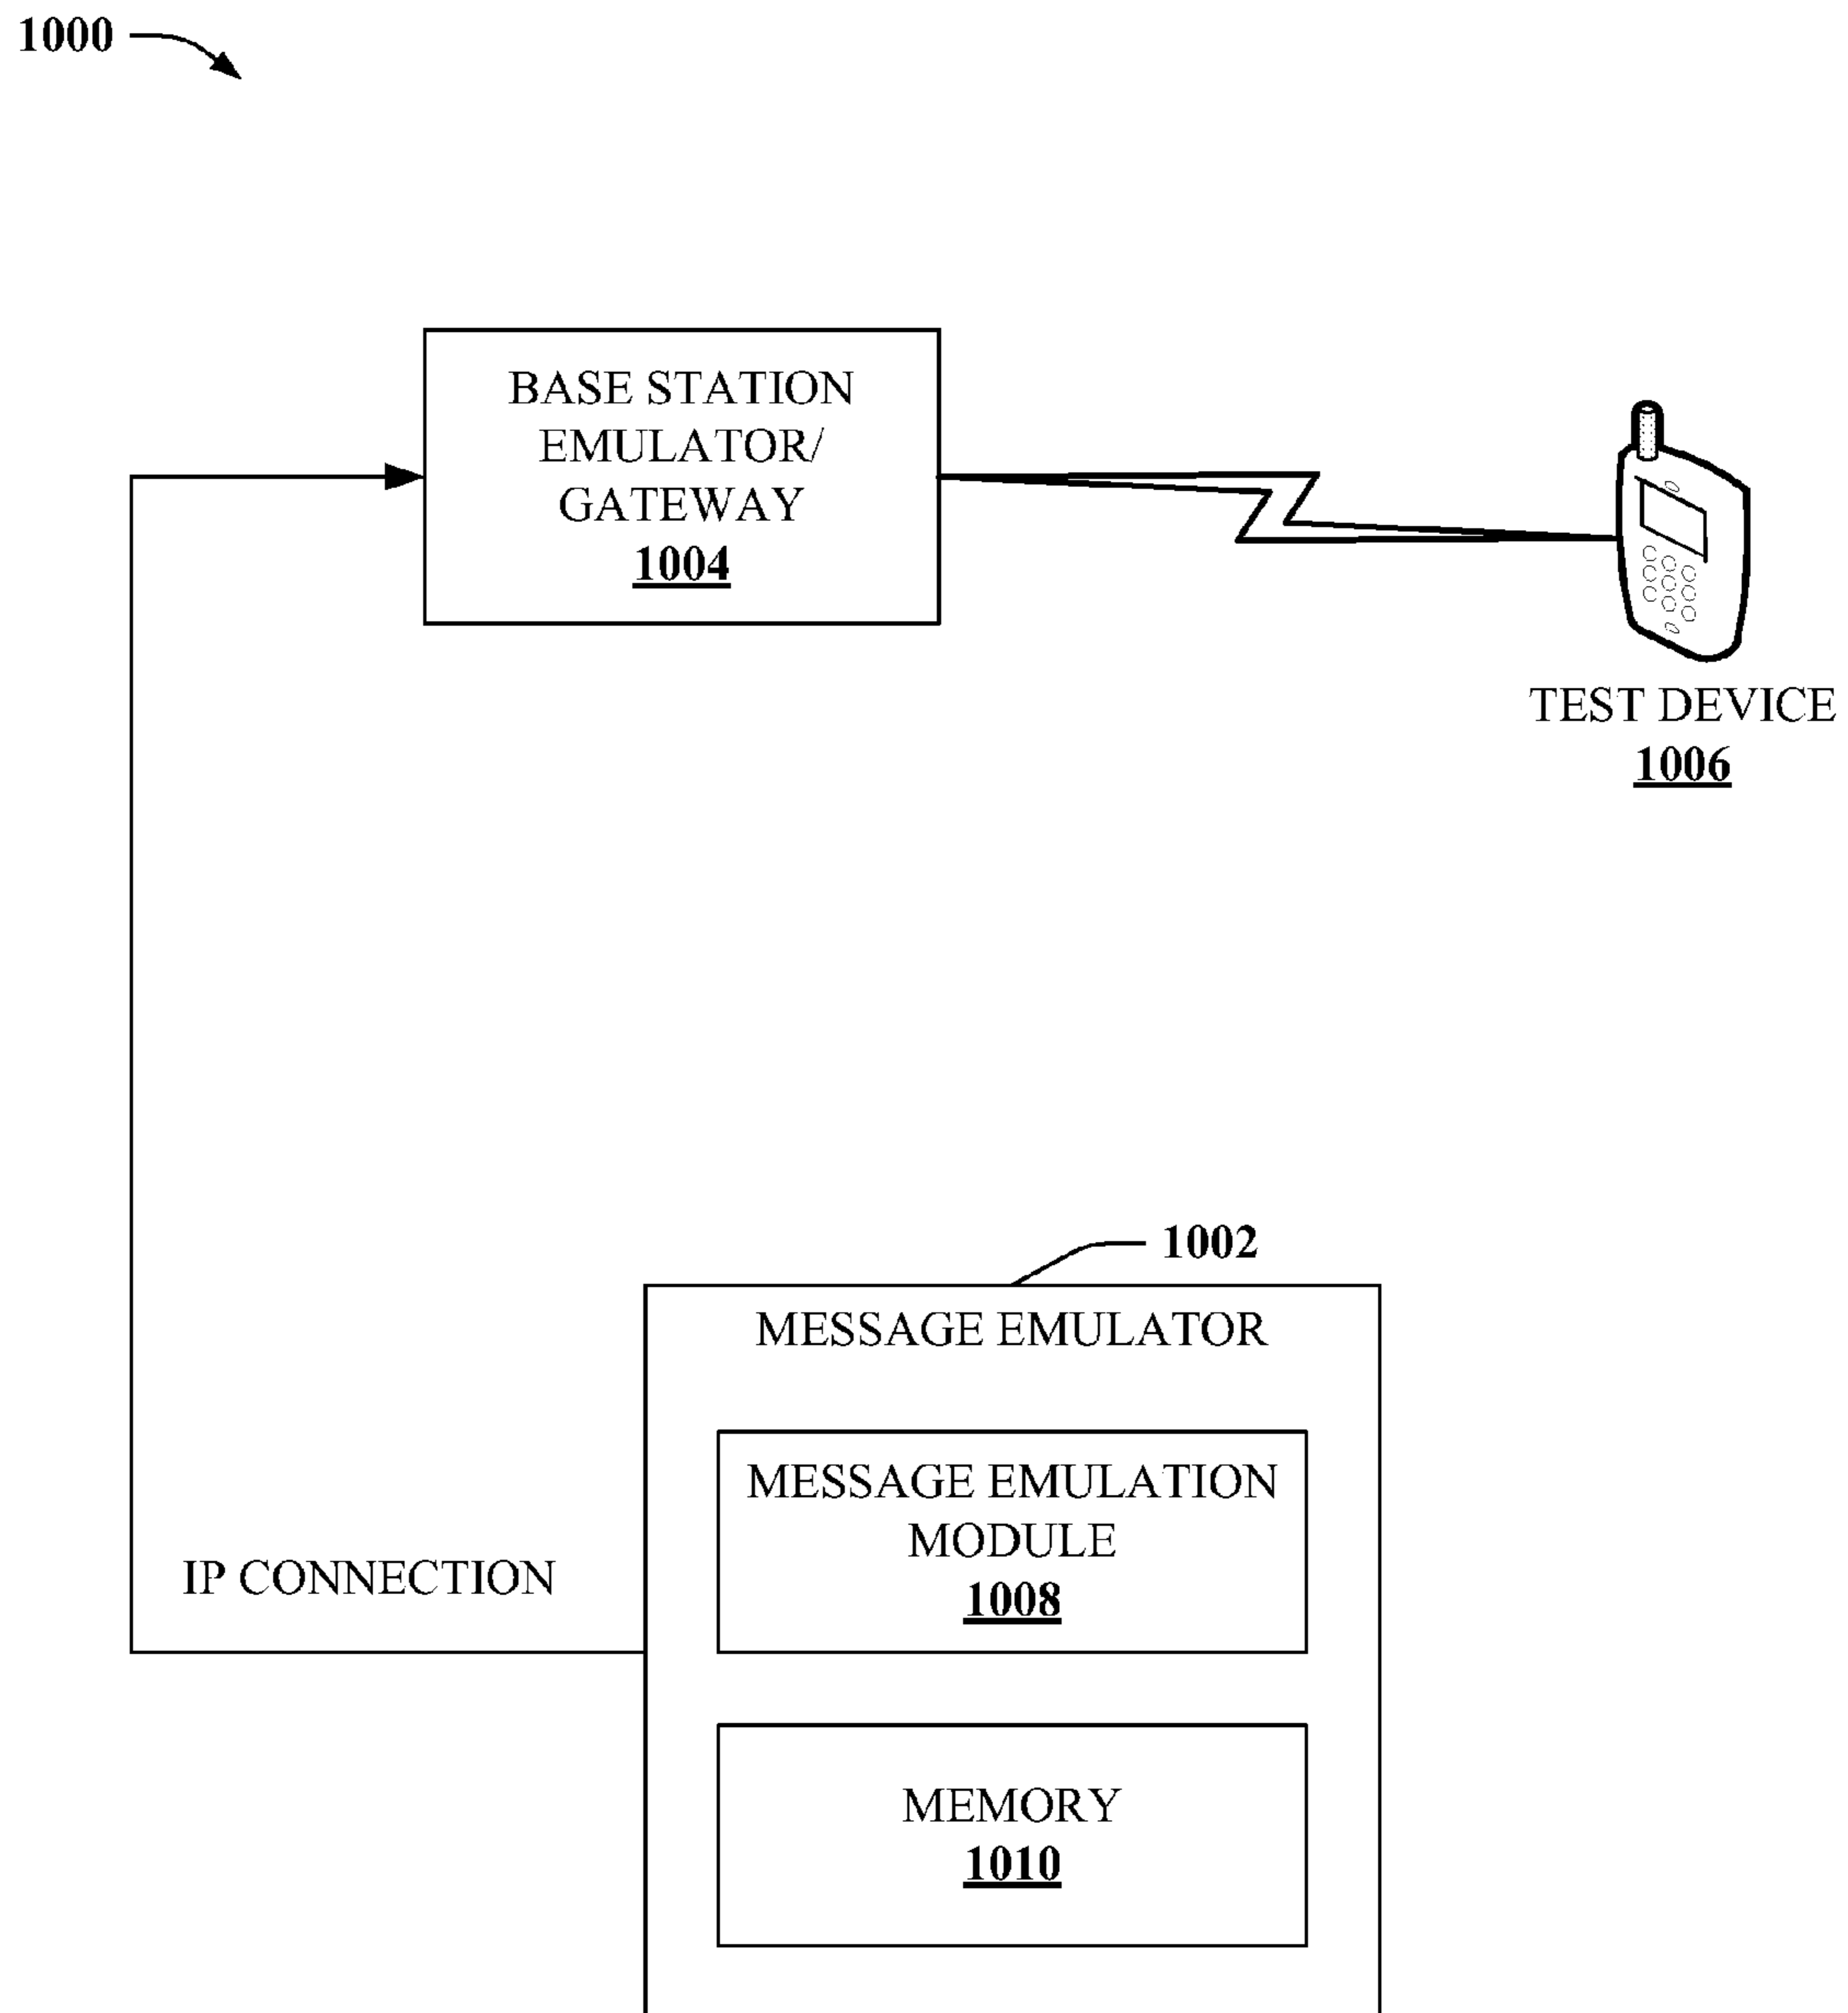 1000
BASE STATION
EMULATOR/
GATEWAY
1004
TEST DEVICE
1006
1002
MESSAGE EMULATOR
MESSAGE EMULATION
MODULE
1008
IP CONNECTION
MEMORY
1010